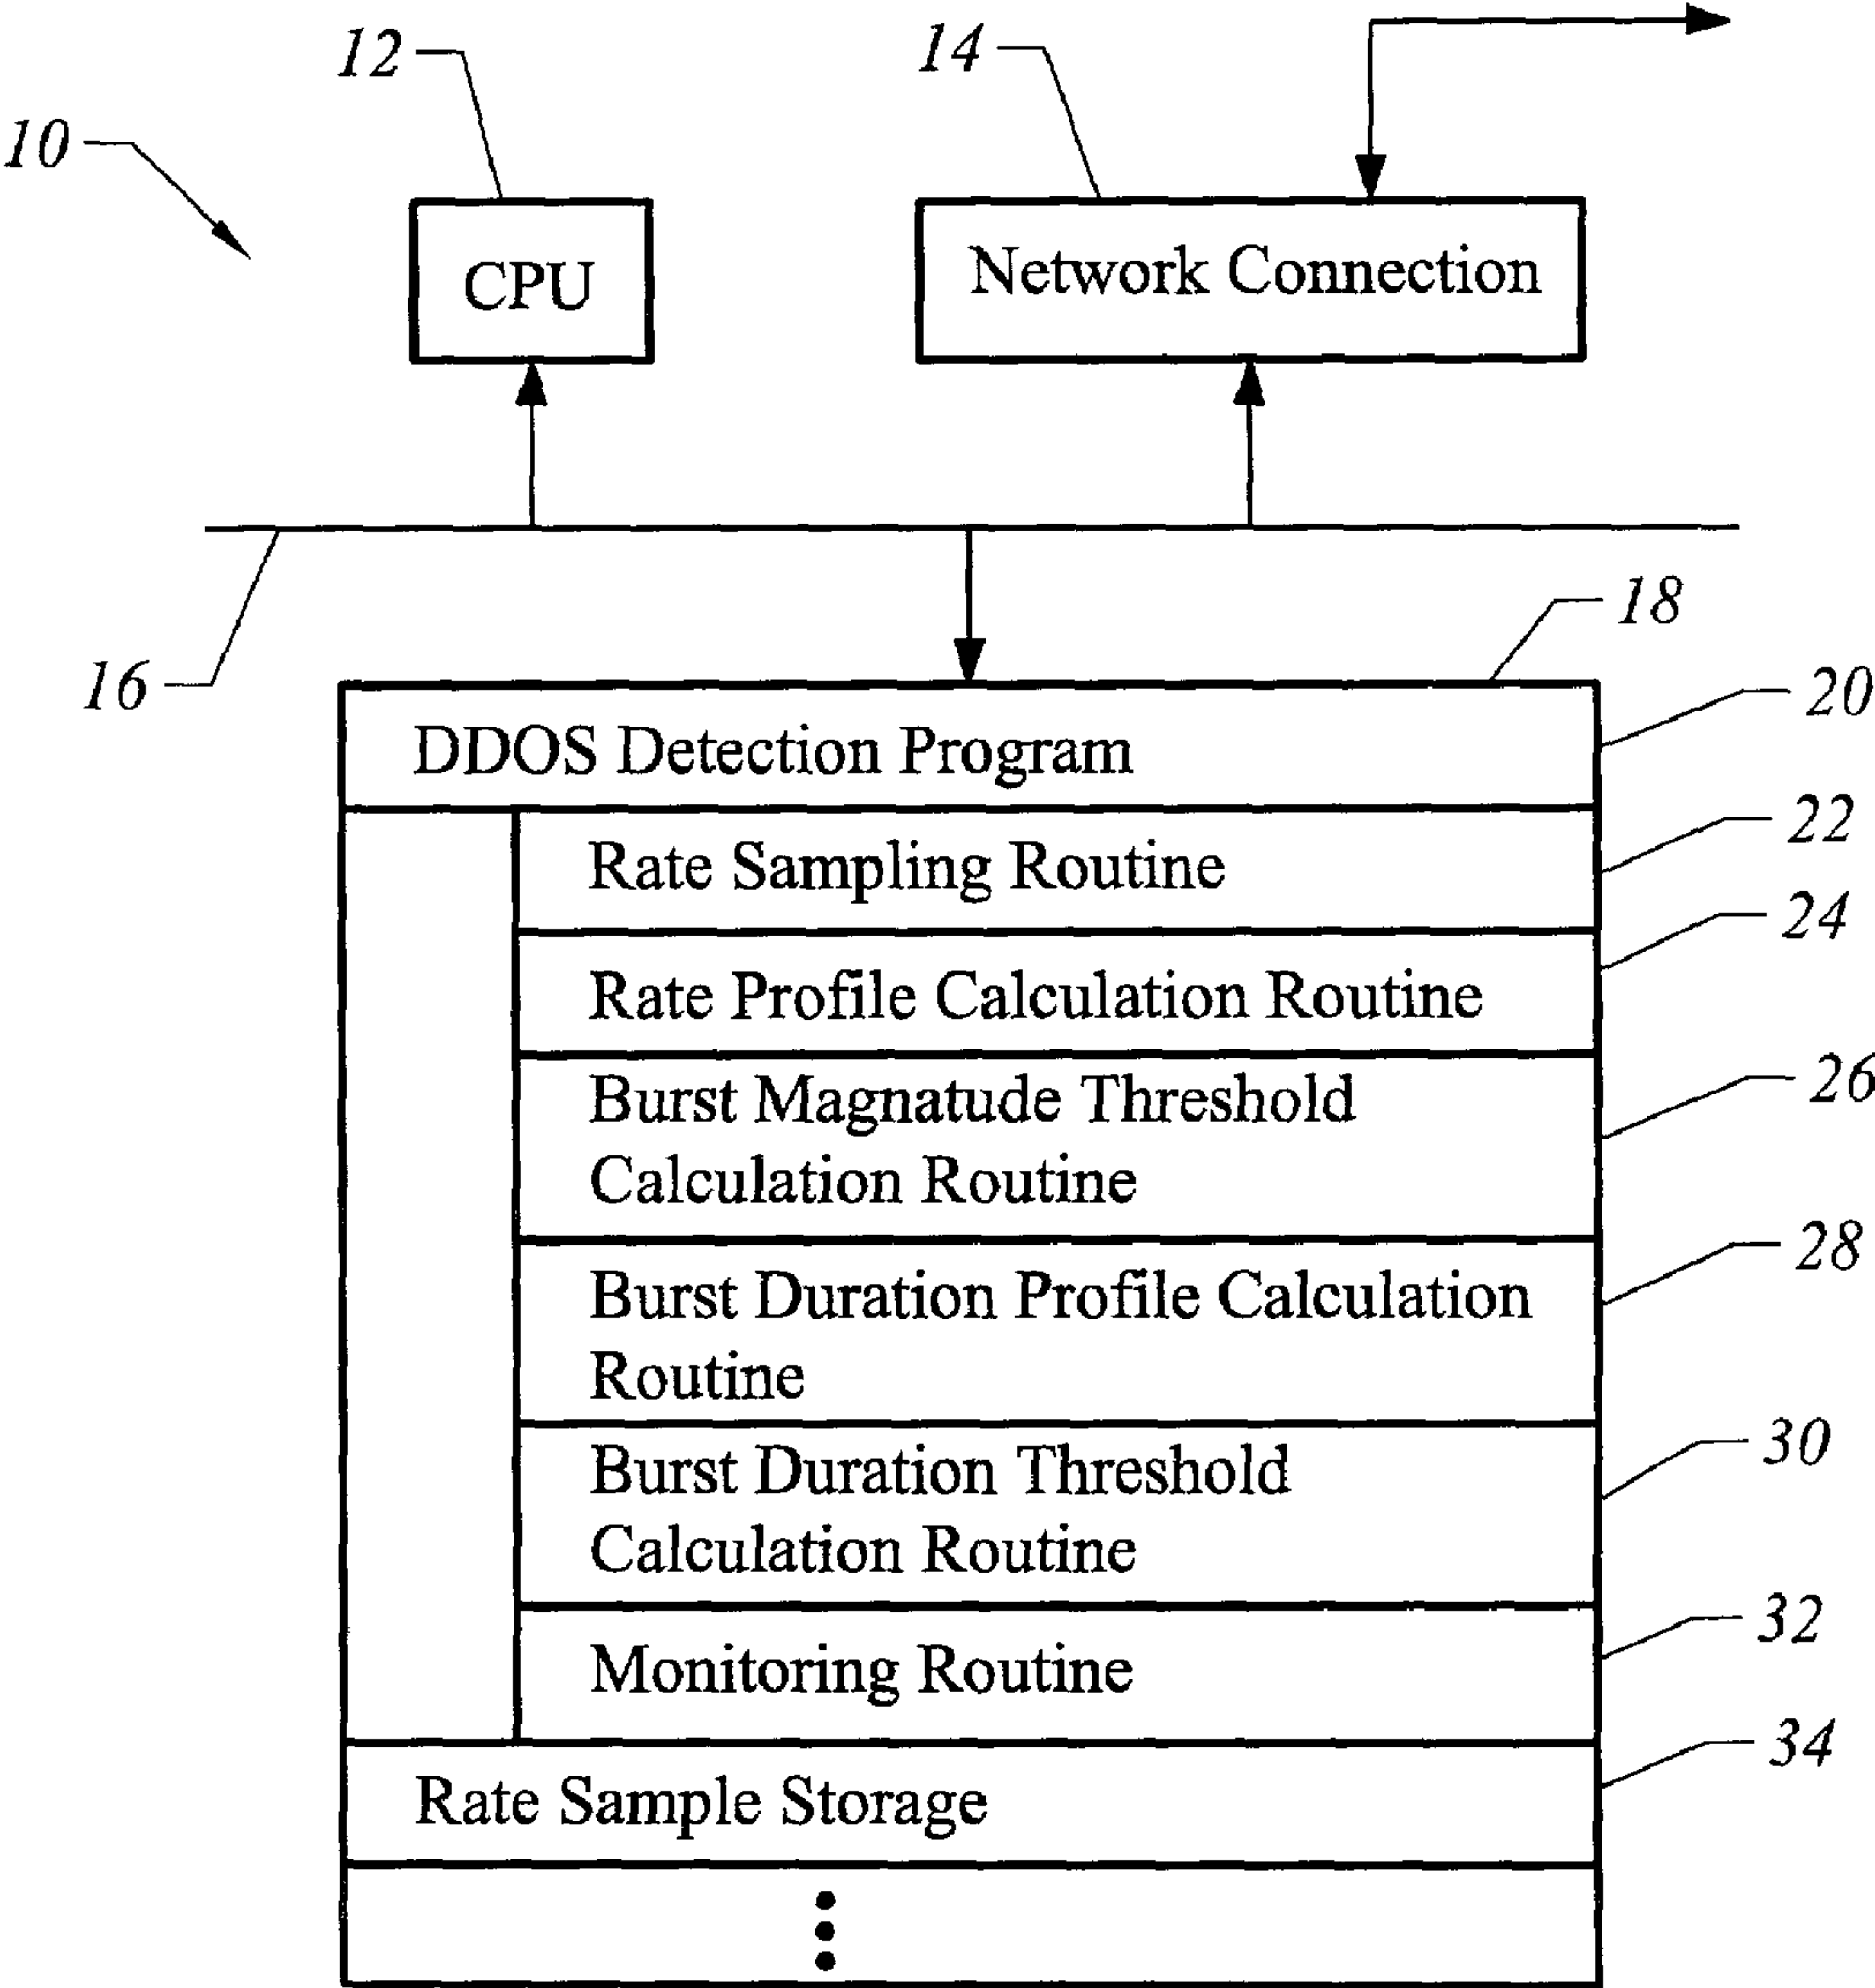 12
14
10
CPU
Network Connection
18
16
20
DDOS Detection Program
22
Rate Sampling Routine
24
Rate Profile Calculation Routine
26
Burst Magnatude Threshold
Calculation Routine
28
Burst Duration Profile Calculation
Routine
30
Burst Duration Threshold
Calculation Routine
32
Monitoring Routine
34
Rate Sample Storage